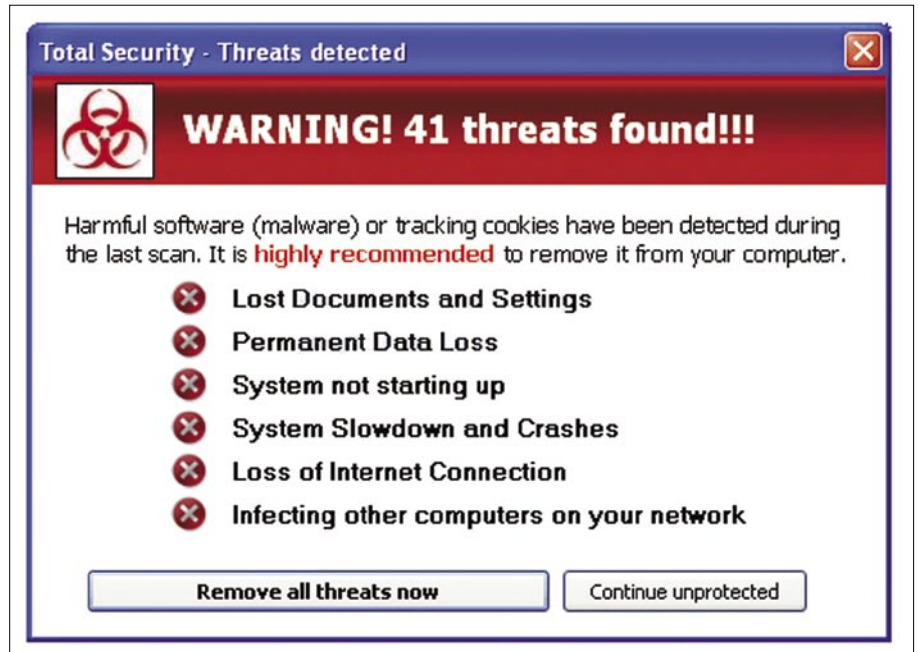 Total Security - Threats detected
WARNING! 41 threats found!!!
Harmful software (malware) or tracking cookies have been detected during
the last scan. It is highly recommended to remove it from your computer.
Lost Documents and Settings
Permanent Data Loss
System not starting up
System Slowdown and Crashes
Loss of Internet Connection
Infecting other computers on your network
Remove all threats now
Continue unprotected